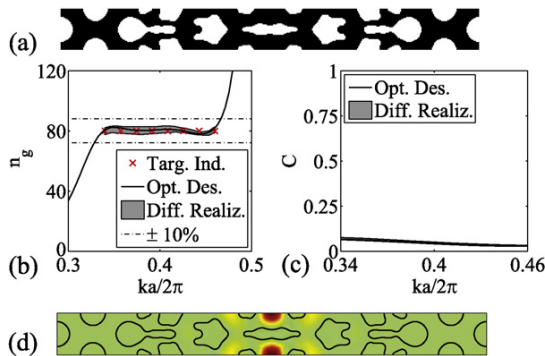 (a)
120
80
40
0
n_g
× Targ. Ind.
Opt. Des.
Diff. Realiz.
± 10%
0.3 0.4 0.5
(b) ka/2π
1
0.75
0.5
0.25
0
C
Opt. Des.
Diff. Realiz.
0.34 0.4 0.46
(c) ka/2π
(d)